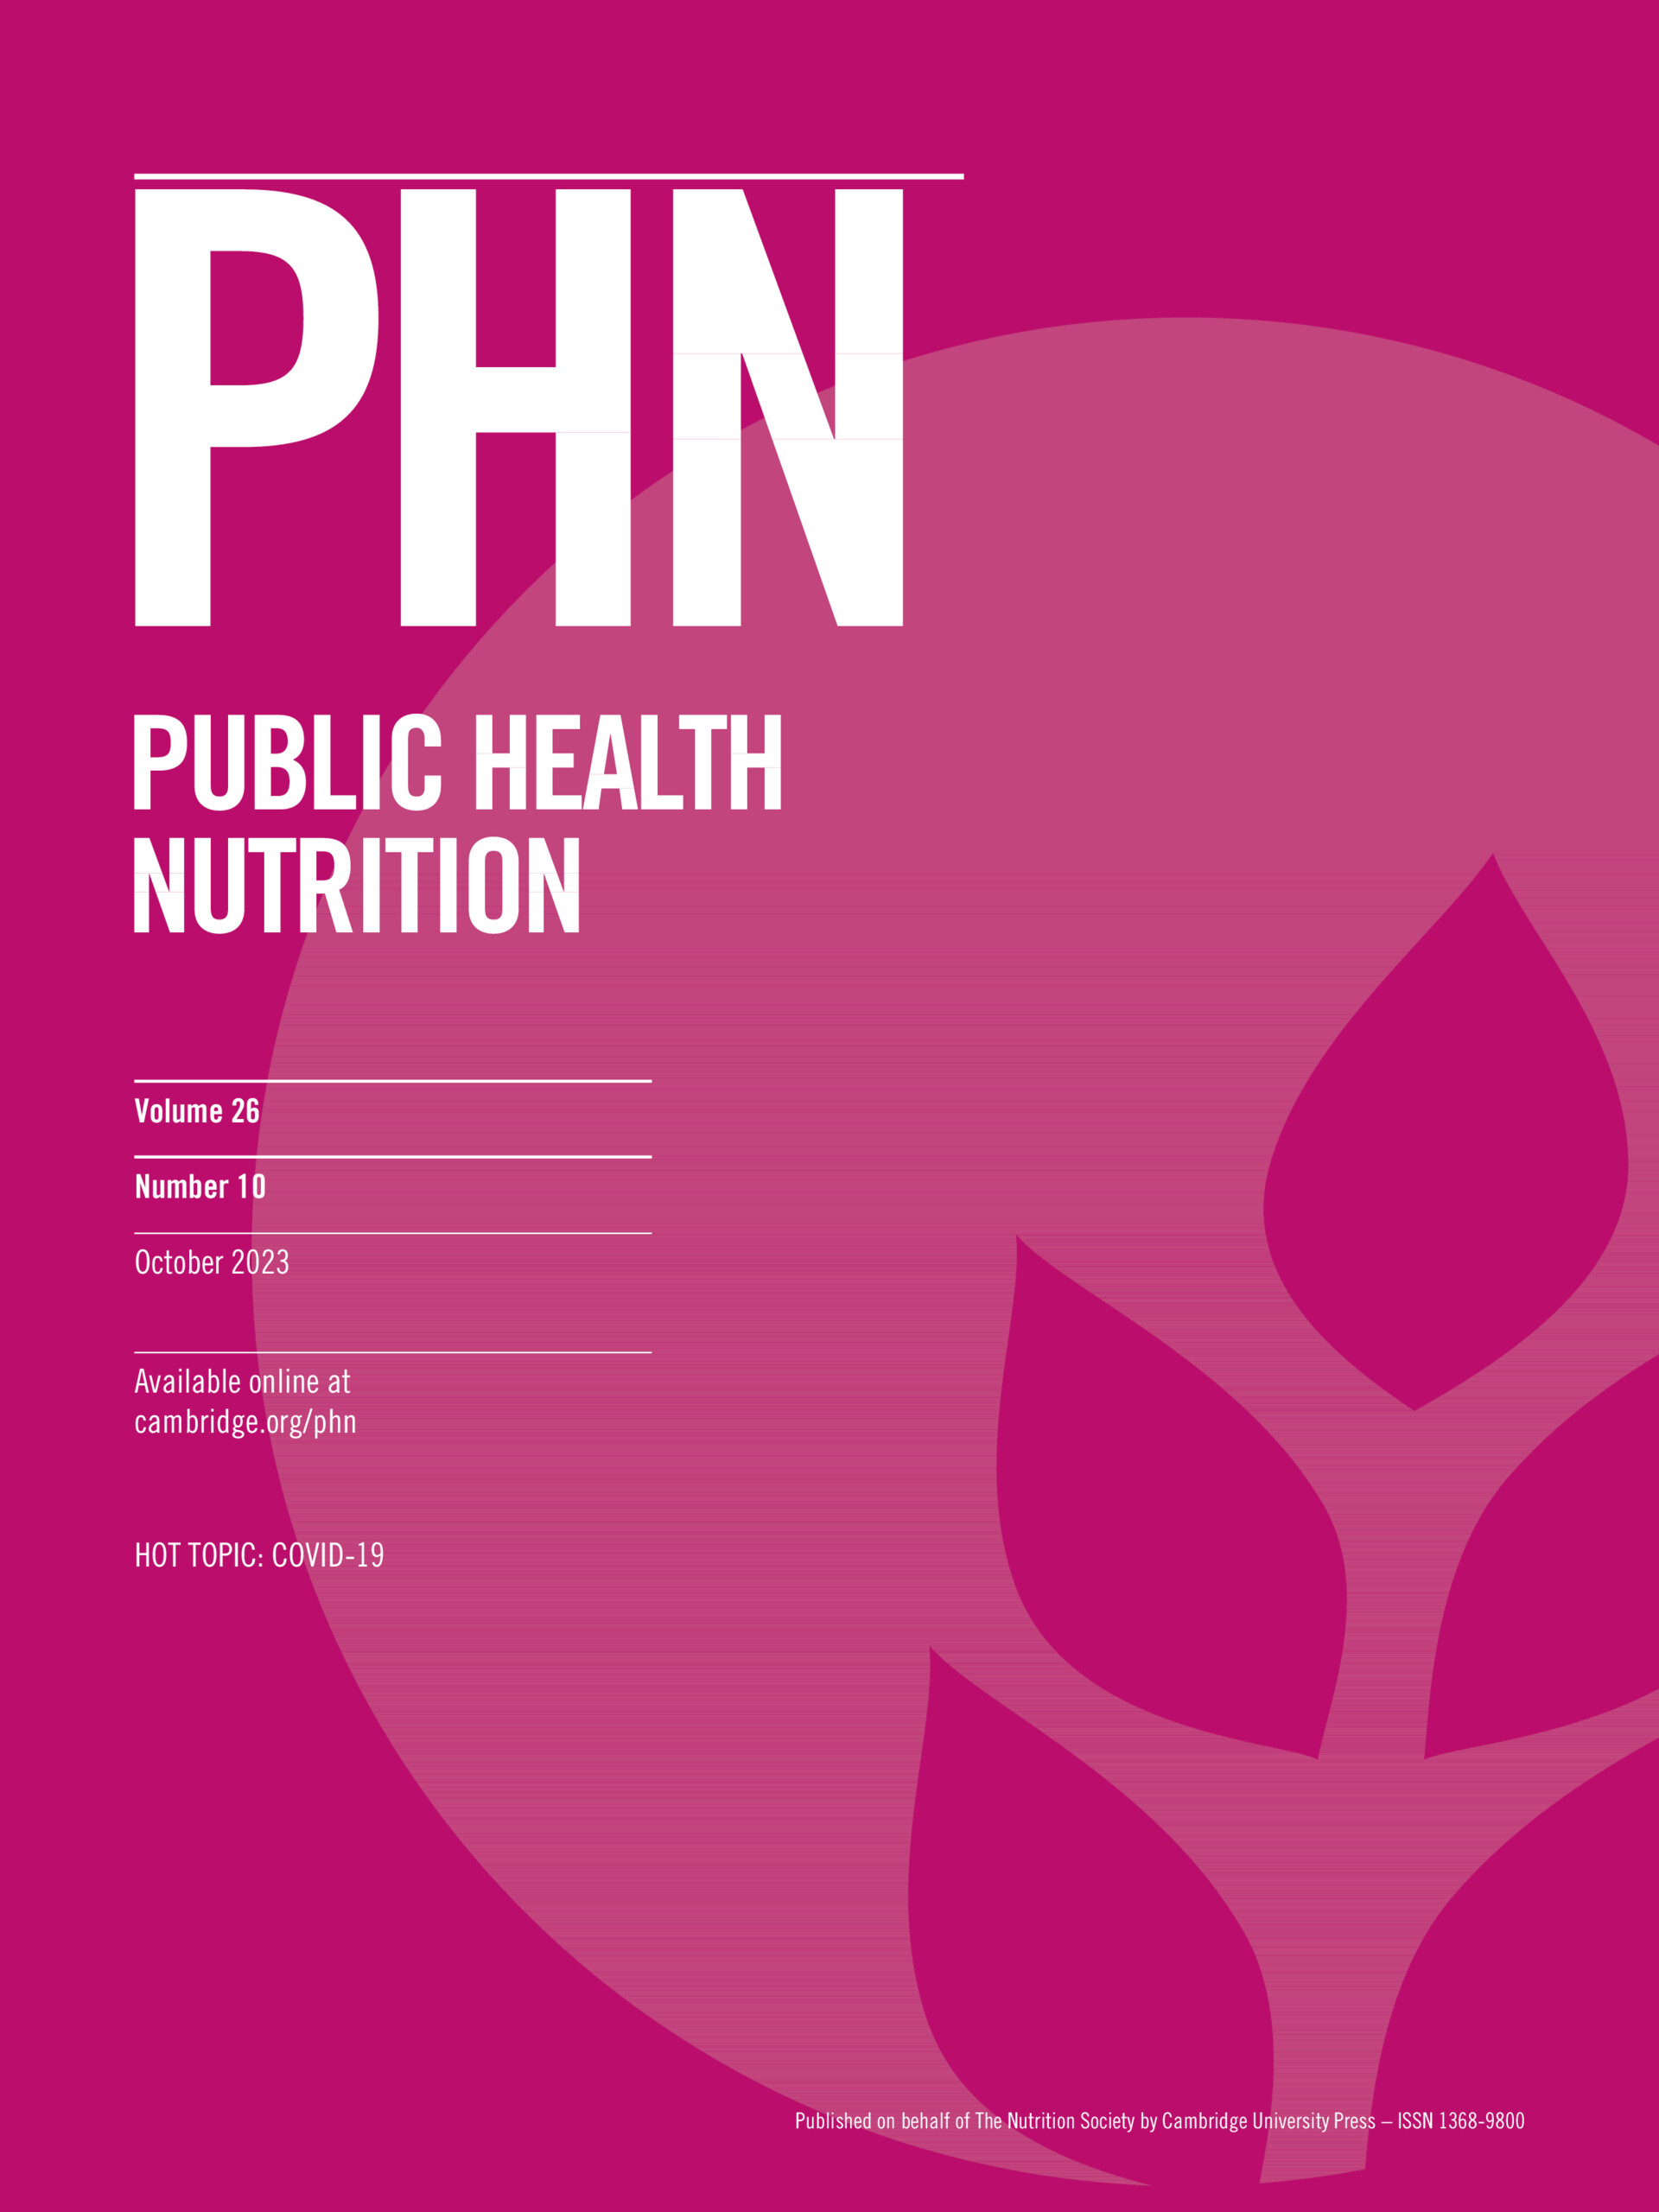 PHN
PUBLIC HEALTH
NUTRITION
Volume 26
Number 10
October 2023
Available online at
cambridge.org/phn
HOT TOPIC: COVID-19
Published on behalf of The Nutrition Society by Cambridge University Press – ISSN 1368-9800